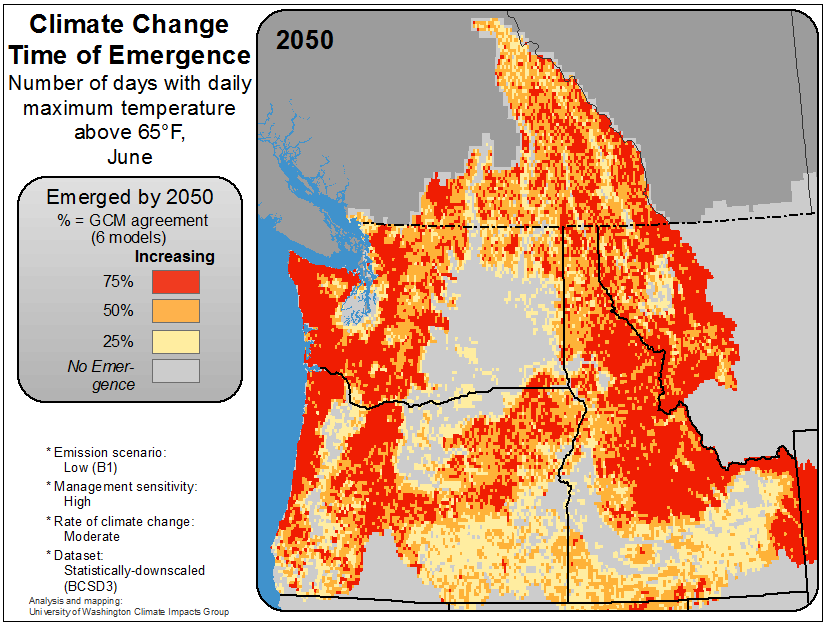 Climate Change
Time of Emergence
Number of days with daily
maximum temperature
above 65°F,
June
2050
Emerged by 2050
% = GCM agreement
(6 models)
Increasing
75%
50%
25%
No Emer-
gence
* Emission scenario:
Low (B1)
* Management sensitivity:
High
* Rate of climate change:
Moderate
* Dataset:
Statistically-downscaled
(BCSD3)
Analysis and mapping:
University of Washington Climate Impacts Group